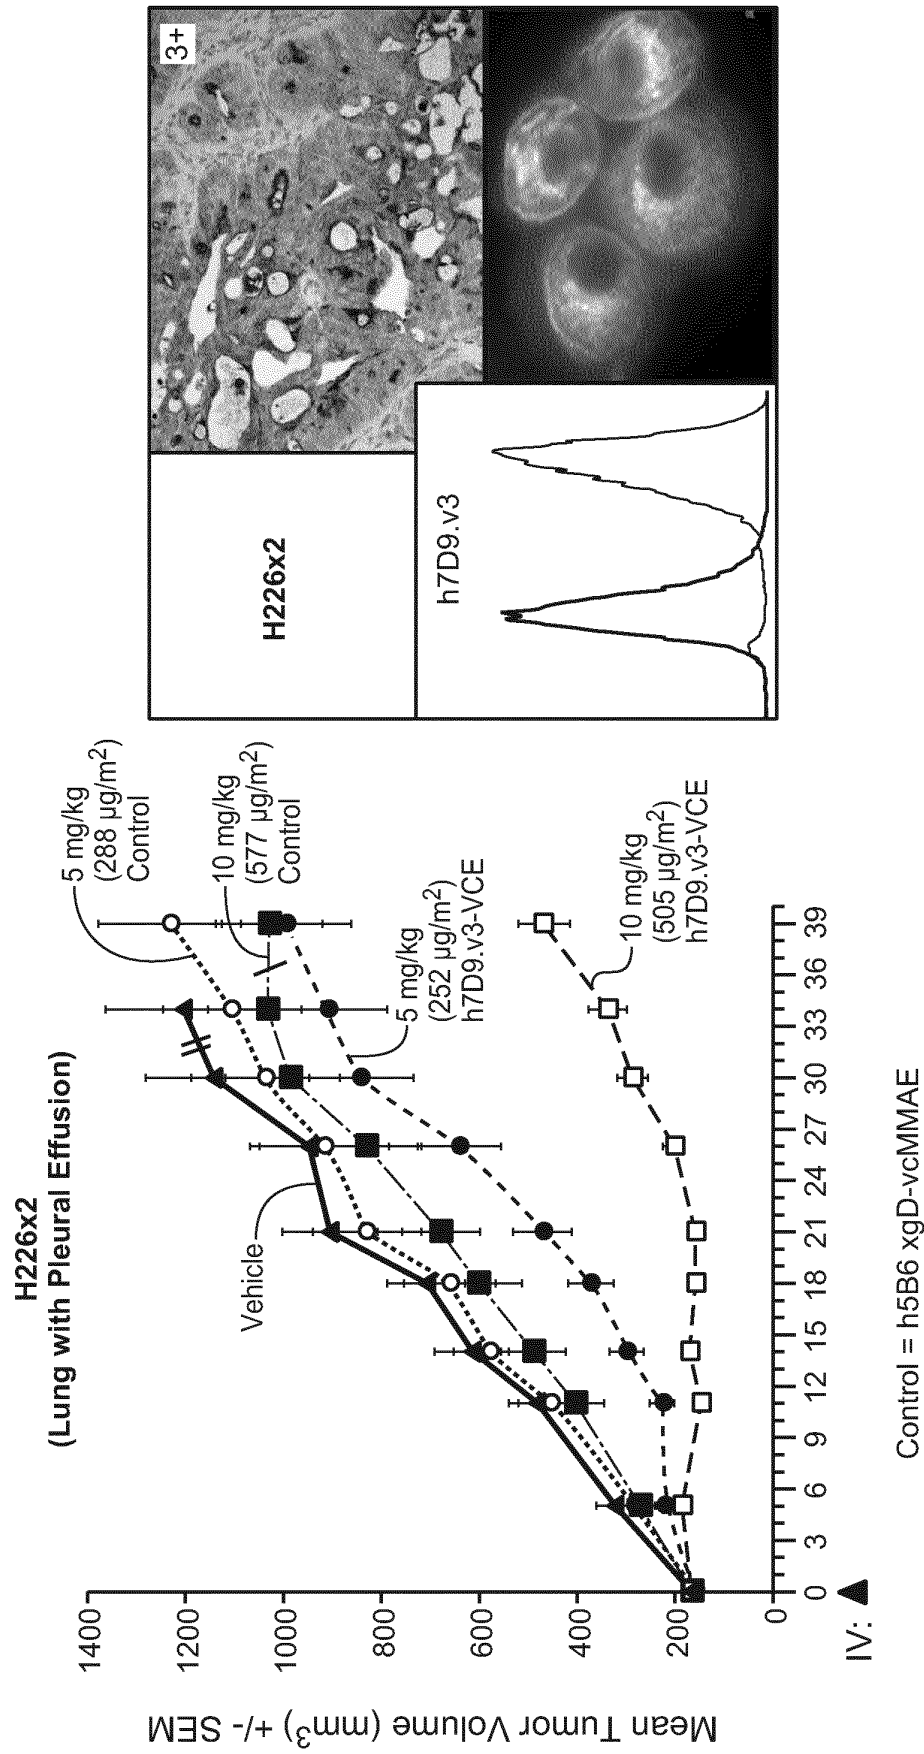 H226x2
(Lung with Pleural Effusion)
Mean Tumor Volume (mm³) +/- SEM
1400
1200
1000
800
600
400
200
0
0 3 6 9 12 15 18 21 24 27 30 33 36 39
IV:
Vehicle
5 mg/kg
(288 µg/m²)
Control
10 mg/kg
(577 µg/m²)
Control
5 mg/kg
(252 µg/m²)
h7D9.v3-VCE
10 mg/kg
(505 µg/m²)
h7D9.v3-VCE
Control = h5B6 xgD-vcMMAE
H226x2
3+
h7D9.v3